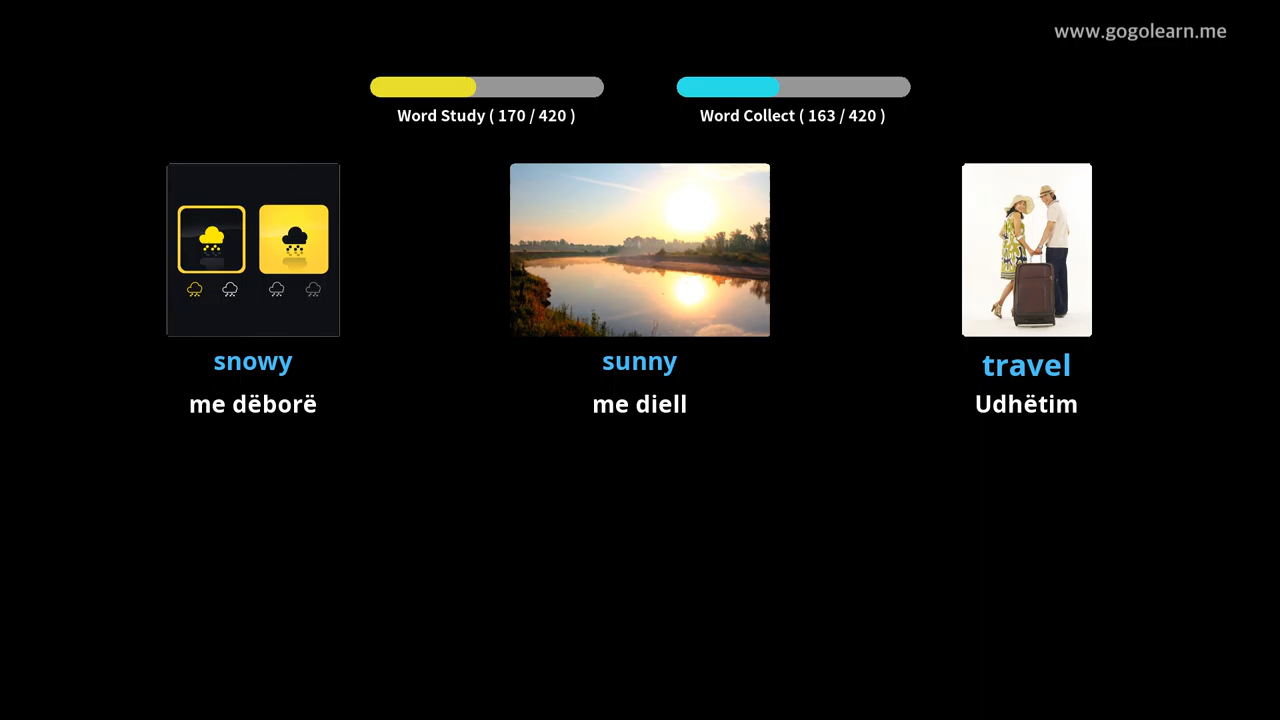 www.gogolearn.me
Word Study ( 170 / 420 )
Word Collect ( 163 / 420 )
snowy
sunny
travel
me dëborë
me diell
Udhëtim